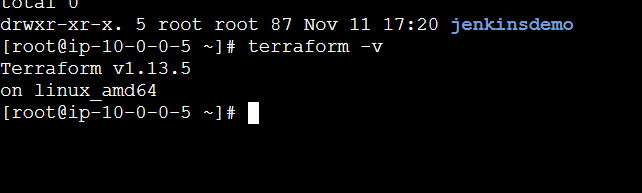 total 0
drwxr-xr-x. 5 root root 87 Nov 11 17:20 jenkinsdemo
[root@ip-10-0-0-5 ~]# terraform -v
Terraform v1.13.5
on linux_amd64
[root@ip-10-0-0-5 ~]#